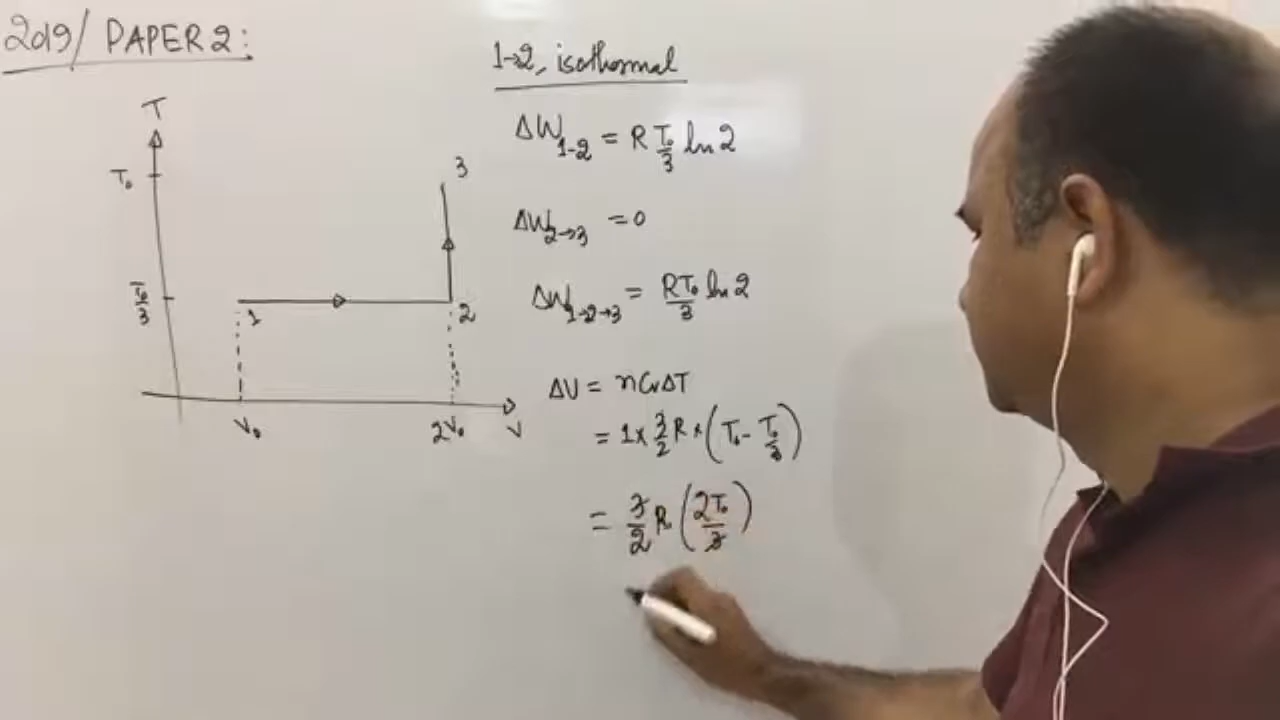 2019/ PAPER 2:
T
T₀
T₀/3
1
2
3
V₀
2V₀
V
1→2, isothermal
ΔW₁₋₂ = R T₀/3 ln 2
ΔW₂→₃ = 0
ΔW₁→₂→₃ = RT₀/3 ln 2
ΔU = nCvΔT
= 1 × 3/2 R × (T₀ - T₀/3)
= 3/2 R (2T₀/3)